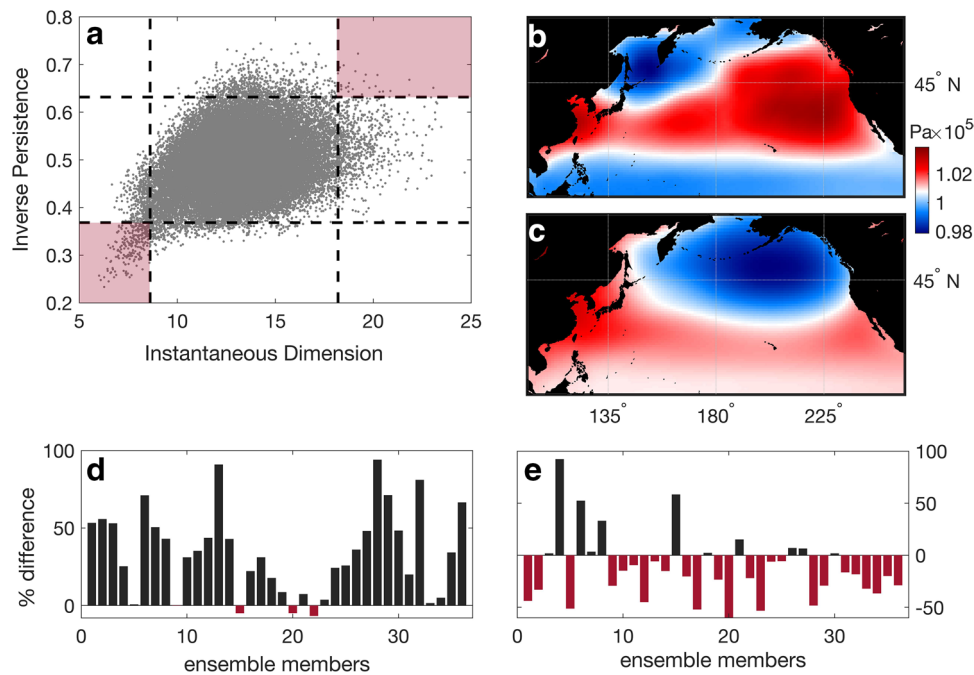 a
0.8
0.7
0.6
0.5
0.4
0.3
0.2
Inverse Persistence
5 10 15 20 25
Instantaneous Dimension
b
45° N
Pa×10⁵
1.02
1
0.98
c
45° N
135° 180° 225°
d
100
50
0
% difference
0 10 20 30
ensemble members
e
100
50
0
-50
0 10 20 30
ensemble members